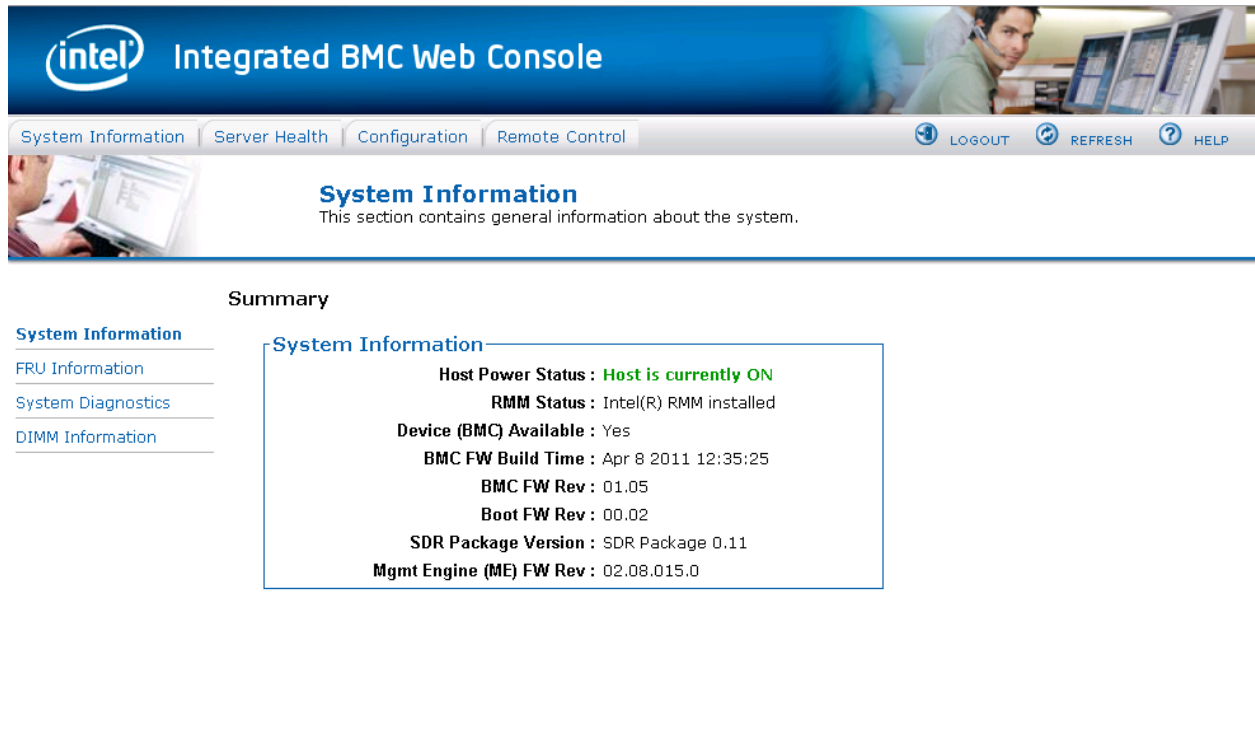 intel Integrated BMC Web Console
System Information | Server Health | Configuration | Remote Control LOGOUT REFRESH HELP
System Information
This section contains general information about the system.
Summary
System Information
FRU Information
System Diagnostics
DIMM Information
System Information
Host Power Status : Host is currently ON
RMM Status : Intel(R) RMM installed
Device (BMC) Available : Yes
BMC FW Build Time : Apr 8 2011 12:35:25
BMC FW Rev : 01.05
Boot FW Rev : 00.02
SDR Package Version : SDR Package 0.11
Mgmt Engine (ME) FW Rev : 02.08.015.0